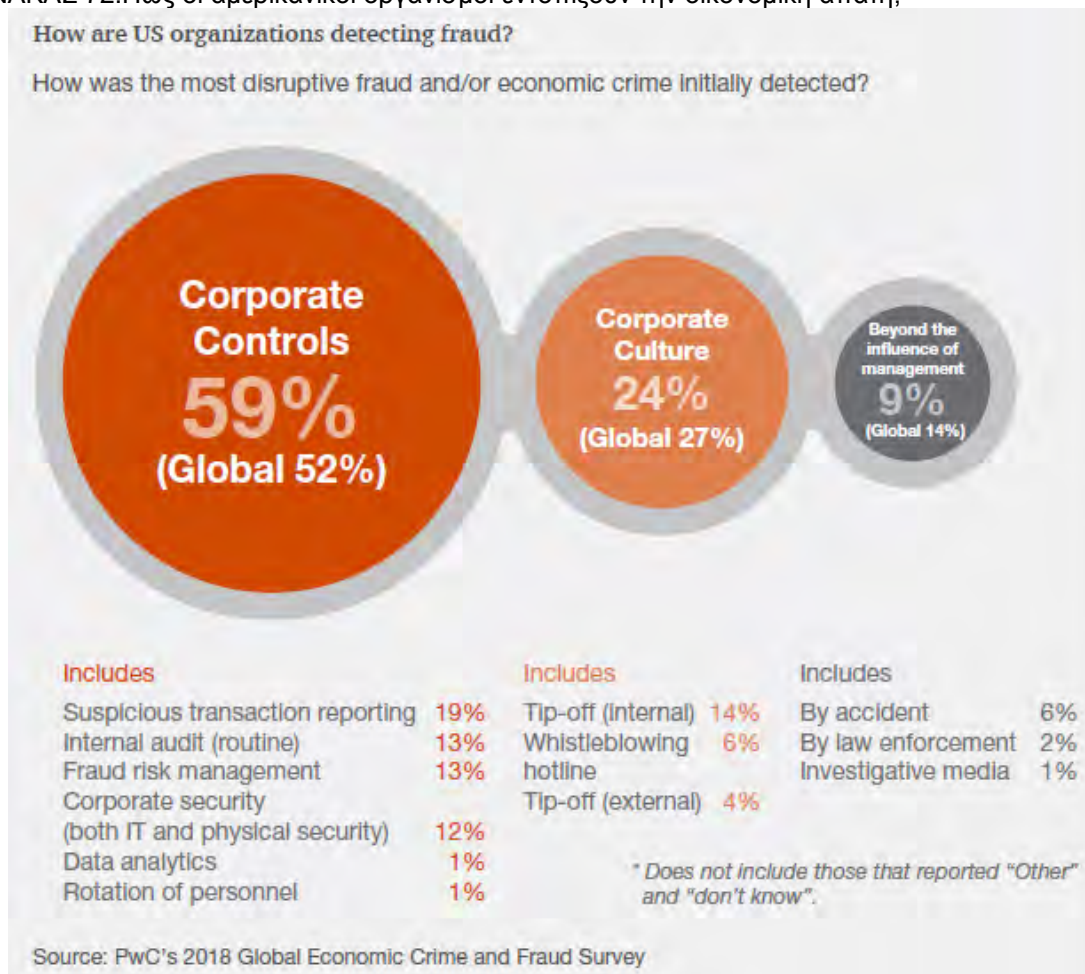 How are US organizations detecting fraud?
How was the most disruptive fraud and/or economic crime initially detected?
Corporate
Controls
59%
(Global 52%)
Corporate
Culture
24%
(Global 27%)
Beyond the
influence of
management
9%
(Global 14%)
Includes
Suspicious transaction reporting 19%
Internal audit (routine) 13%
Fraud risk management 13%
Corporate security
(both IT and physical security) 12%
Data analytics 1%
Rotation of personnel 1%
Includes
Tip-off (internal) 14%
Whistleblowing 6%
hotline
Tip-off (external) 4%
Includes
By accident 6%
By law enforcement 2%
Investigative media 1%
* Does not include those that reported "Other"
and "don't know".
Source: PwC's 2018 Global Economic Crime and Fraud Survey